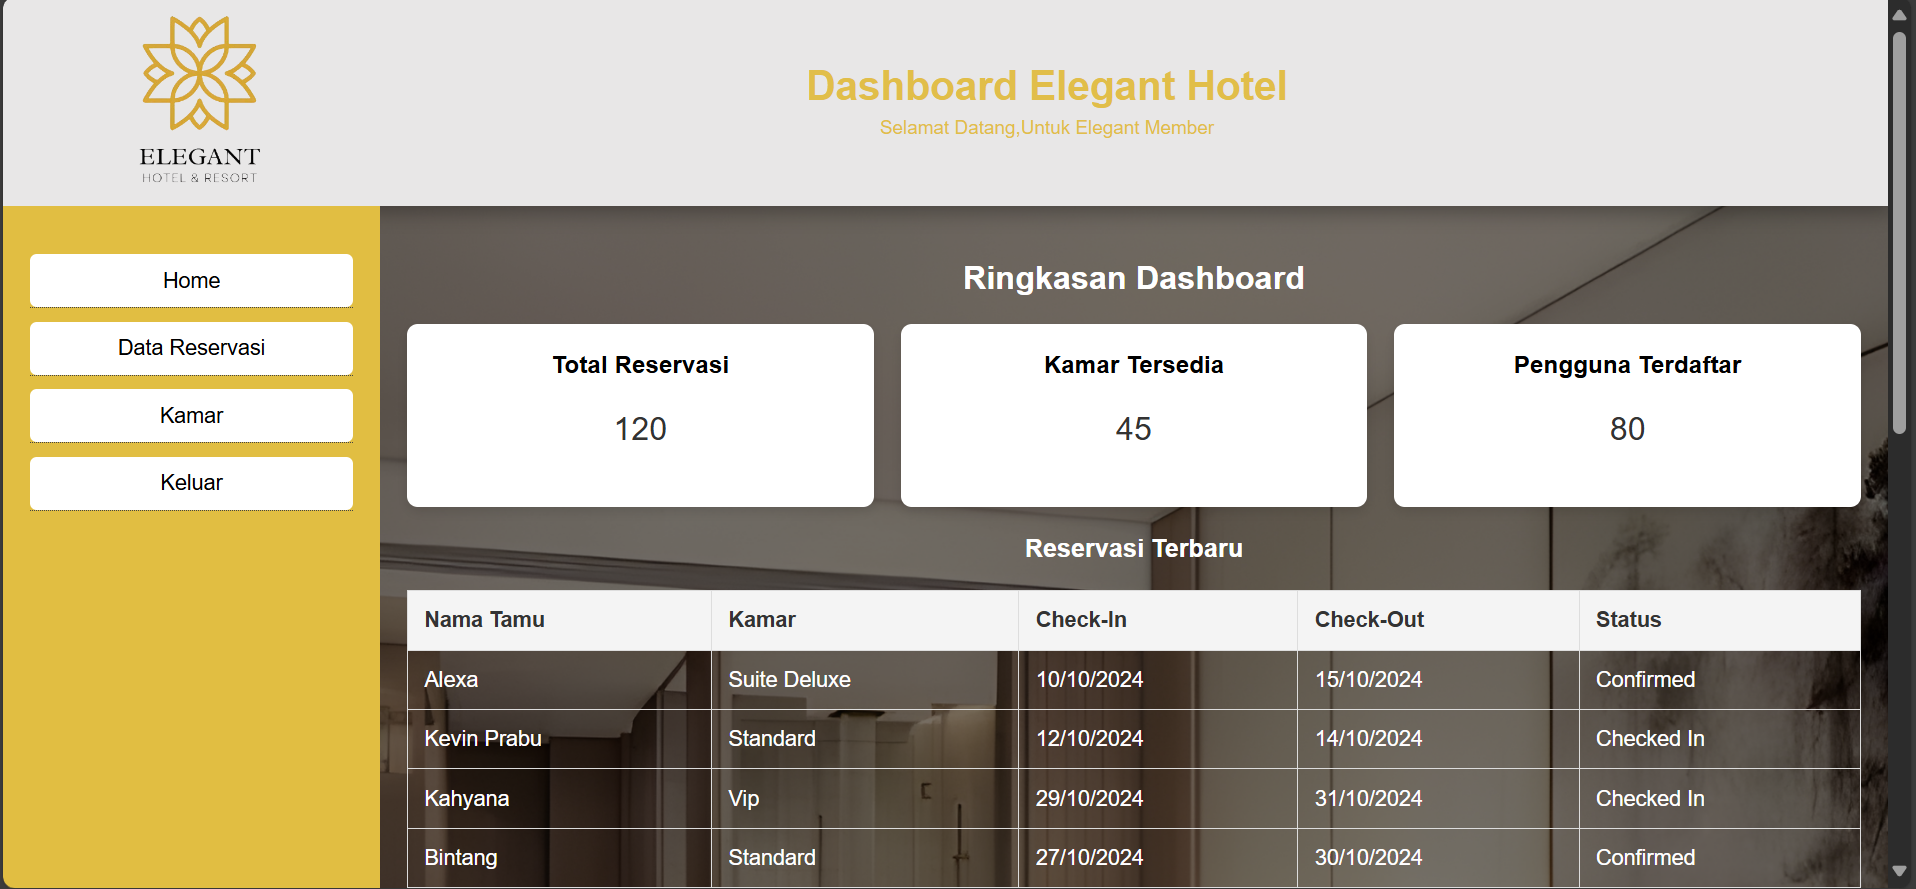 ELEGANT
HOTEL & RESORT
Dashboard Elegant Hotel
Selamat Datang,Untuk Elegant Member
Home
Data Reservasi
Kamar
Keluar
Ringkasan Dashboard
Total Reservasi
120
Kamar Tersedia
45
Pengguna Terdaftar
80
Reservasi Terbaru
Nama Tamu Kamar Check-In Check-Out Status
Alexa Suite Deluxe 10/10/2024 15/10/2024 Confirmed
Kevin Prabu Standard 12/10/2024 14/10/2024 Checked In
Kahyana Vip 29/10/2024 31/10/2024 Checked In
Bintang Standard 27/10/2024 30/10/2024 Confirmed